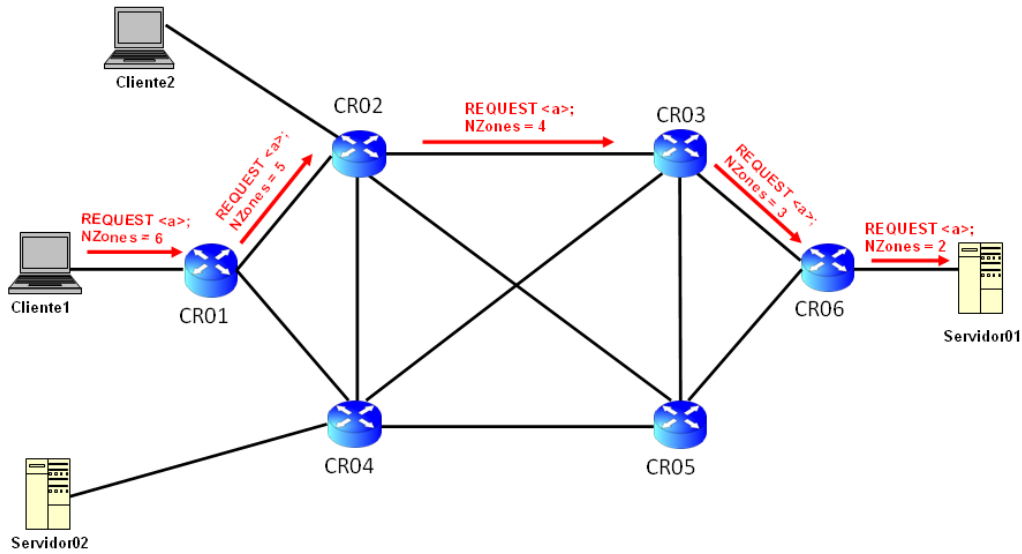 Cliente2
CR02
REQUEST <a>;
NZones = 4
CR03
REQUEST <a>;
NZones = 5
REQUEST <a>;
NZones = 3
REQUEST <a>;
NZones = 6
REQUEST <a>;
NZones = 2
Cliente1
CR01
CR06
Servidor01
CR04
CR05
Servidor02